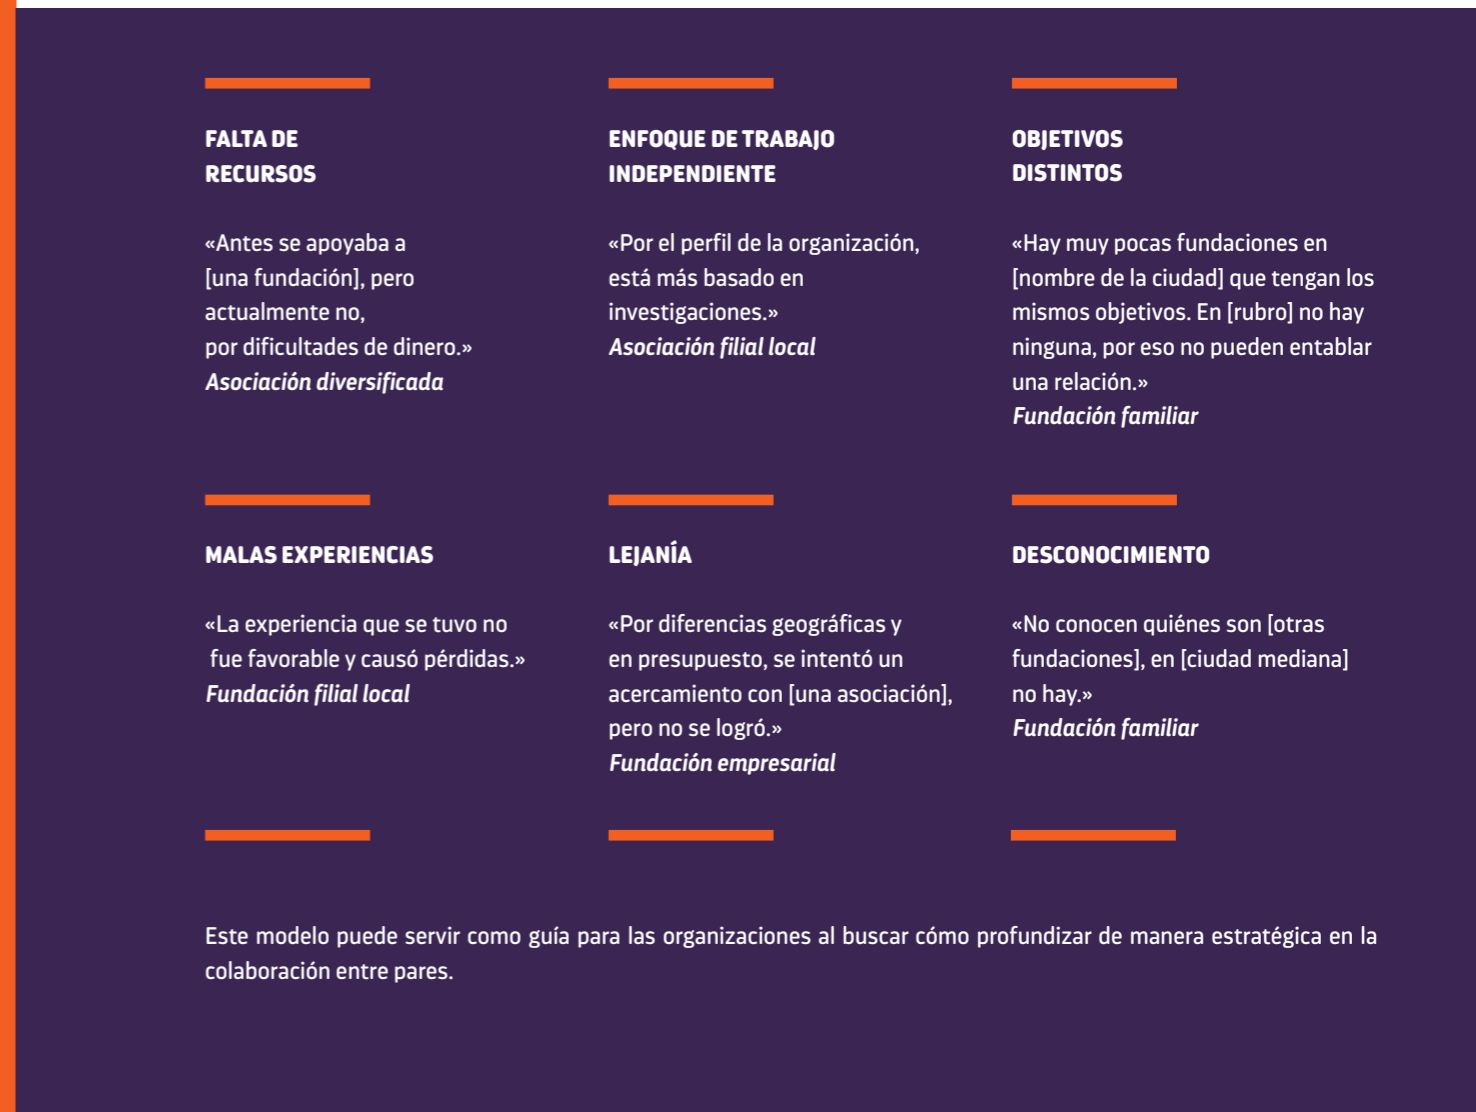 FALTA DE
RECURSOS
«Antes se apoyaba a
[una fundación], pero
actualmente no,
por dificultades de dinero.»
Asociación diversificada
ENFOQUE DE TRABAJO
INDEPENDIENTE
«Por el perfil de la organización,
está más basado en
investigaciones.»
Asociación filial local
OBJETIVOS
DISTINTOS
«Hay muy pocas fundaciones en
[nombre de la ciudad] que tengan los
mismos objetivos. En [rubro] no hay
ninguna, por eso no pueden entablar
una relación.»
Fundación familiar
MALAS EXPERIENCIAS
«La experiencia que se tuvo no
fue favorable y causó pérdidas.»
Fundación filial local
LEJANÍA
«Por diferencias geográficas y
en presupuesto, se intentó un
acercamiento con [una asociación],
pero no se logró.»
Fundación empresarial
DESCONOCIMIENTO
«No conocen quiénes son [otras
fundaciones], en [ciudad mediana]
no hay.»
Fundación familiar
Este modelo puede servir como guía para las organizaciones al buscar cómo profundizar de manera estratégica en la
colaboración entre pares.